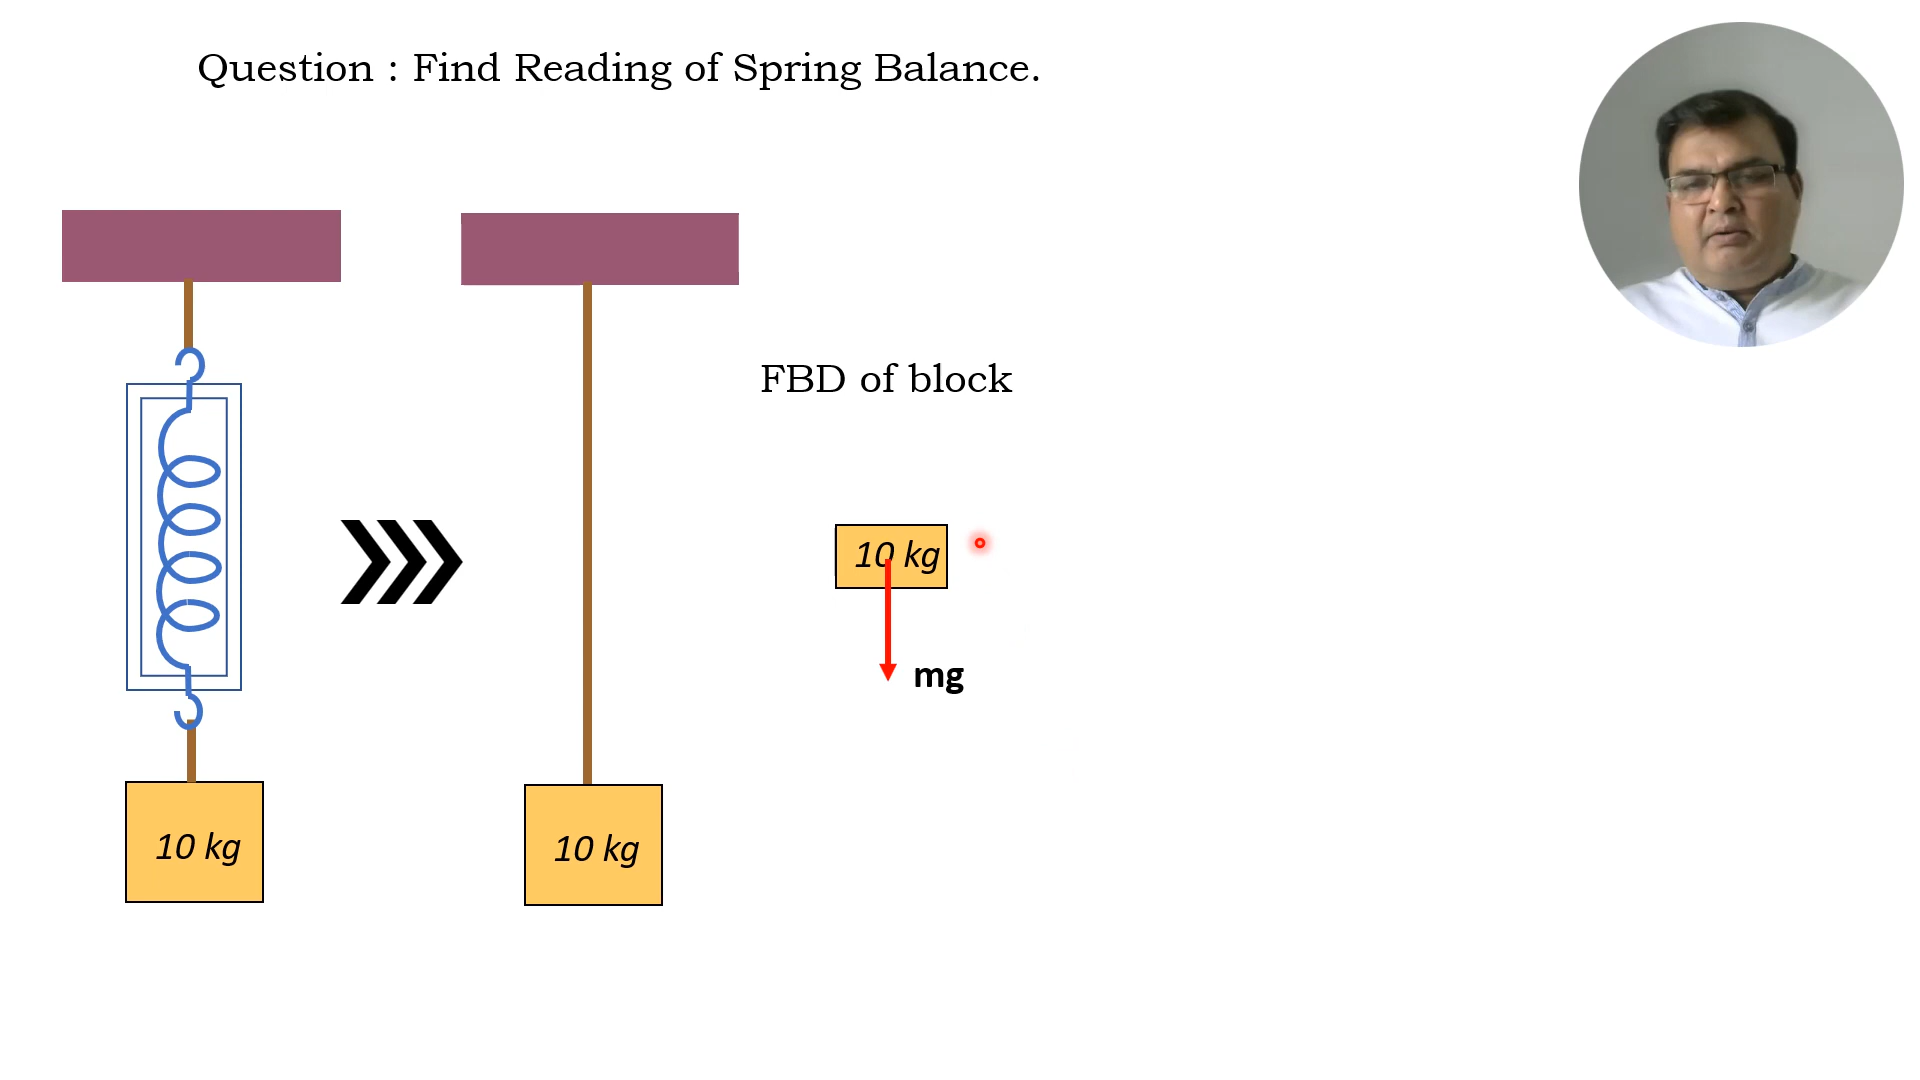 Question : Find Reading of Spring Balance.
FBD of block
10 kg
mg
10 kg
10 kg